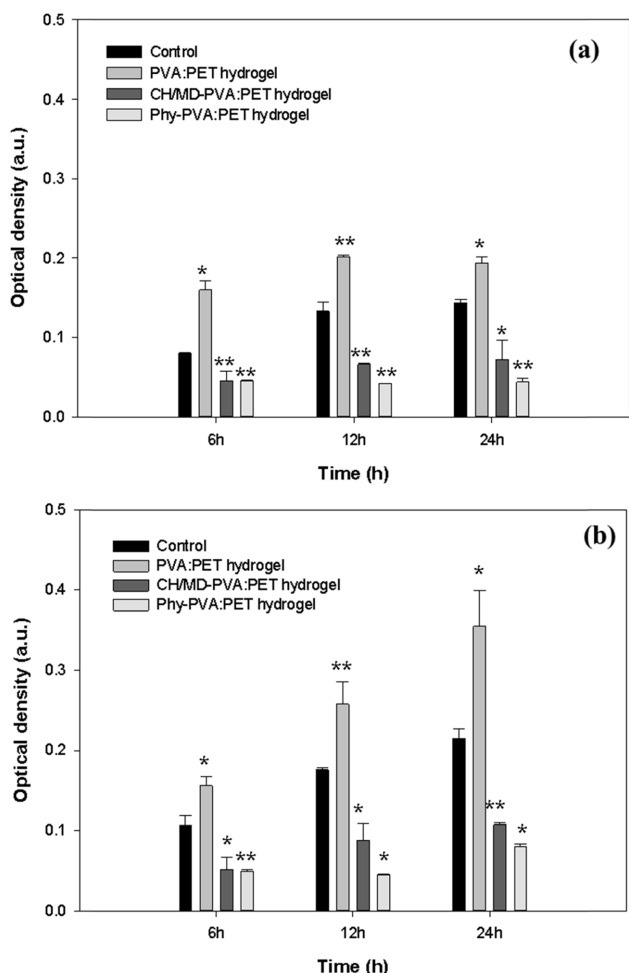 (a)
Control
PVA:PET hydrogel
CH/MD-PVA:PET hydrogel
Phy-PVA:PET hydrogel
Optical density (a.u.)
0.5
0.4
0.3
0.2
0.1
0.0
* ** ** ** ** ** * * **
6h 12h 24h
Time (h)
(b)
Control
PVA:PET hydrogel
CH/MD-PVA:PET hydrogel
Phy-PVA:PET hydrogel
Optical density (a.u.)
0.5
0.4
0.3
0.2
0.1
0.0
* * ** ** * * * ** *
6h 12h 24h
Time (h)